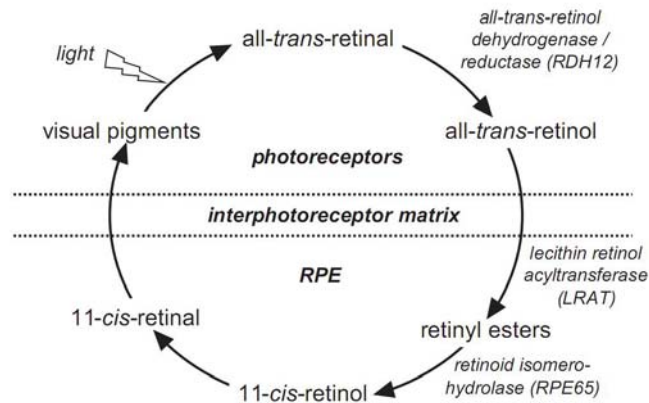 all-trans-retinal
all-trans-retinol
dehydrogenase /
reductase (RDH12)
light
visual pigments
all-trans-retinol
photoreceptors
interphotoreceptor matrix
RPE
lecithin retinol
acyltransferase
(LRAT)
11-cis-retinal
retinyl esters
retinoid isomero-
hydrolase (RPE65)
11-cis-retinol